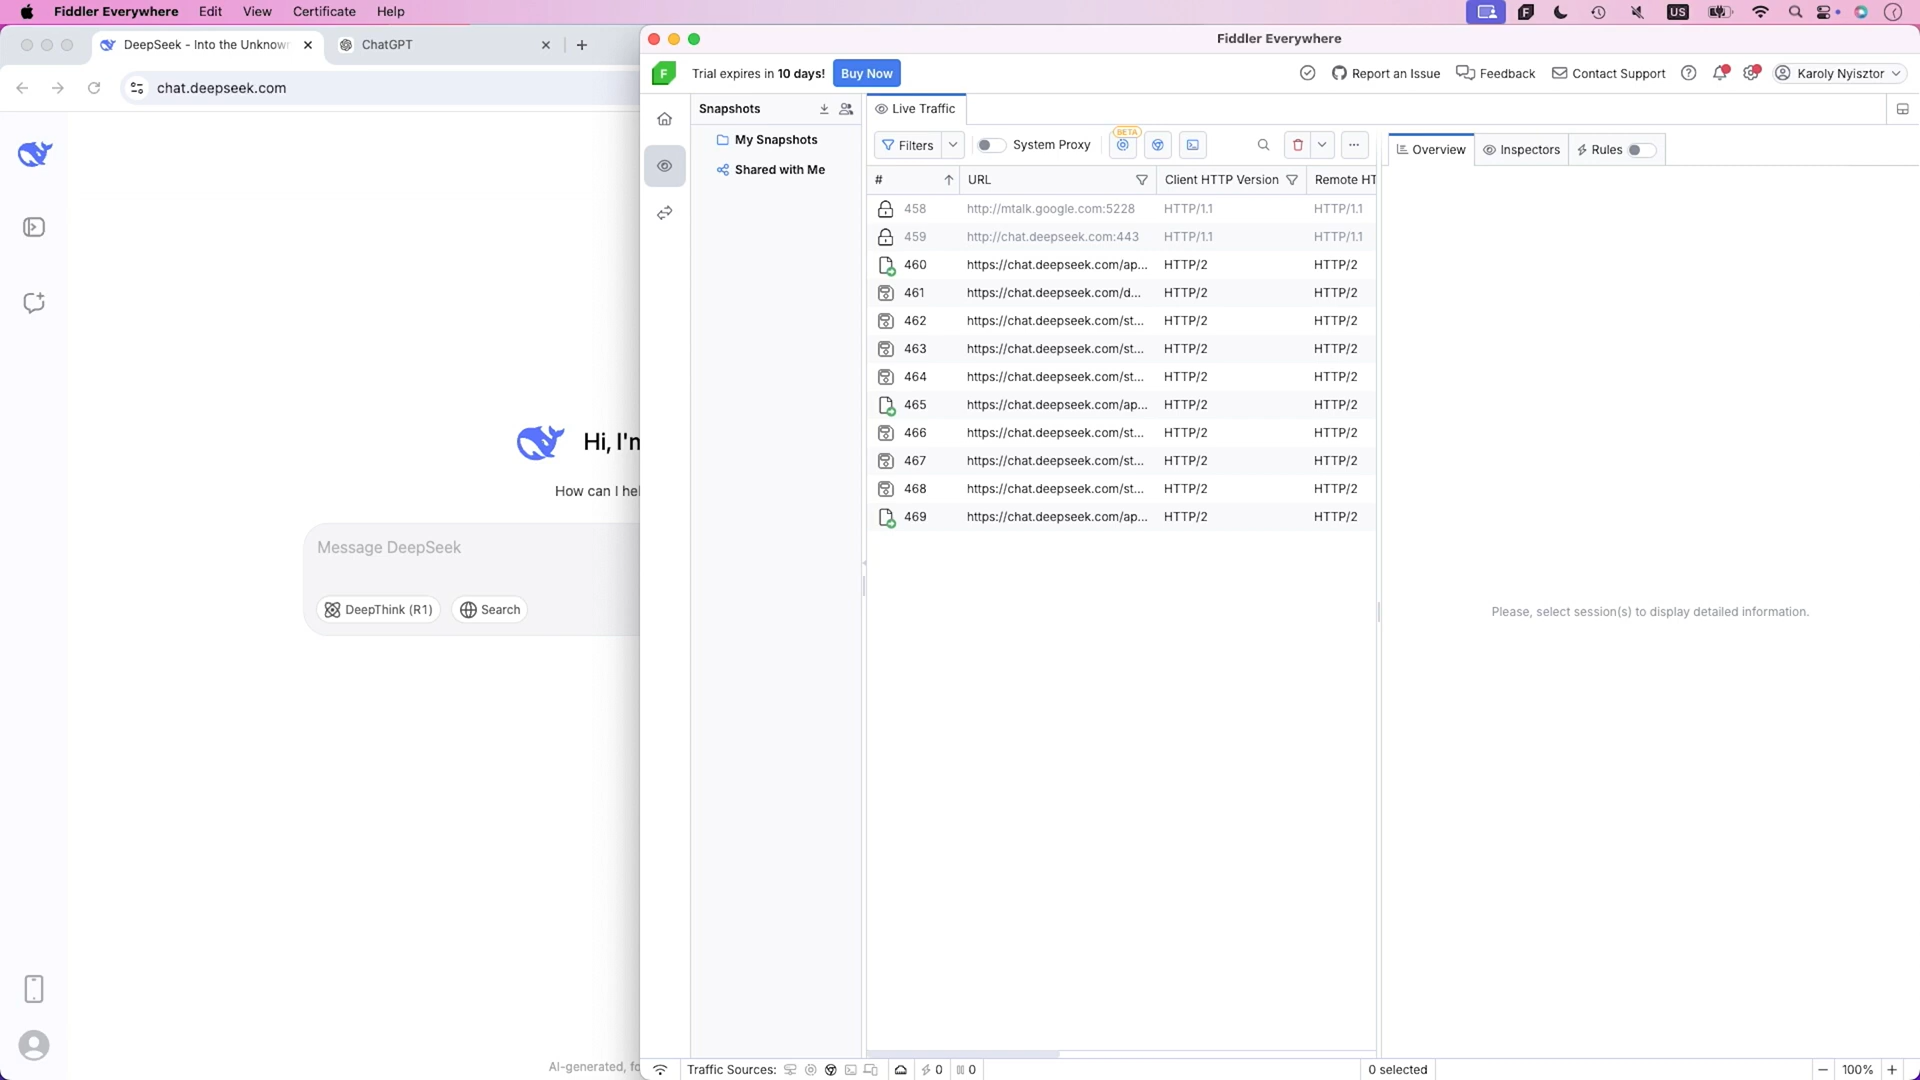 Fiddler Everywhere Edit View Certificate Help
US
DeepSeek - Into the Unknown
ChatGPT
chat.deepseek.com
Hi, I'm
How can I hel
Message DeepSeek
DeepThink (R1)
Search
AI-generated, fo
Fiddler Everywhere
Trial expires in 10 days!
Buy Now
Report an Issue
Feedback
Contact Support
Karoly Nyisztor
Snapshots
My Snapshots
Shared with Me
Live Traffic
Filters
System Proxy
BETA
# URL Client HTTP Version Remote HT
458 http://mtalk.google.com:5228 HTTP/1.1 HTTP/1.1
459 http://chat.deepseek.com:443 HTTP/1.1 HTTP/1.1
460 https://chat.deepseek.com/ap... HTTP/2 HTTP/2
461 https://chat.deepseek.com/d... HTTP/2 HTTP/2
462 https://chat.deepseek.com/st... HTTP/2 HTTP/2
463 https://chat.deepseek.com/st... HTTP/2 HTTP/2
464 https://chat.deepseek.com/st... HTTP/2 HTTP/2
465 https://chat.deepseek.com/ap... HTTP/2 HTTP/2
466 https://chat.deepseek.com/st... HTTP/2 HTTP/2
467 https://chat.deepseek.com/st... HTTP/2 HTTP/2
468 https://chat.deepseek.com/st... HTTP/2 HTTP/2
469 https://chat.deepseek.com/ap... HTTP/2 HTTP/2
Overview
Inspectors
Rules
Please, select session(s) to display detailed information.
Traffic Sources:
0
0
0 selected
100%